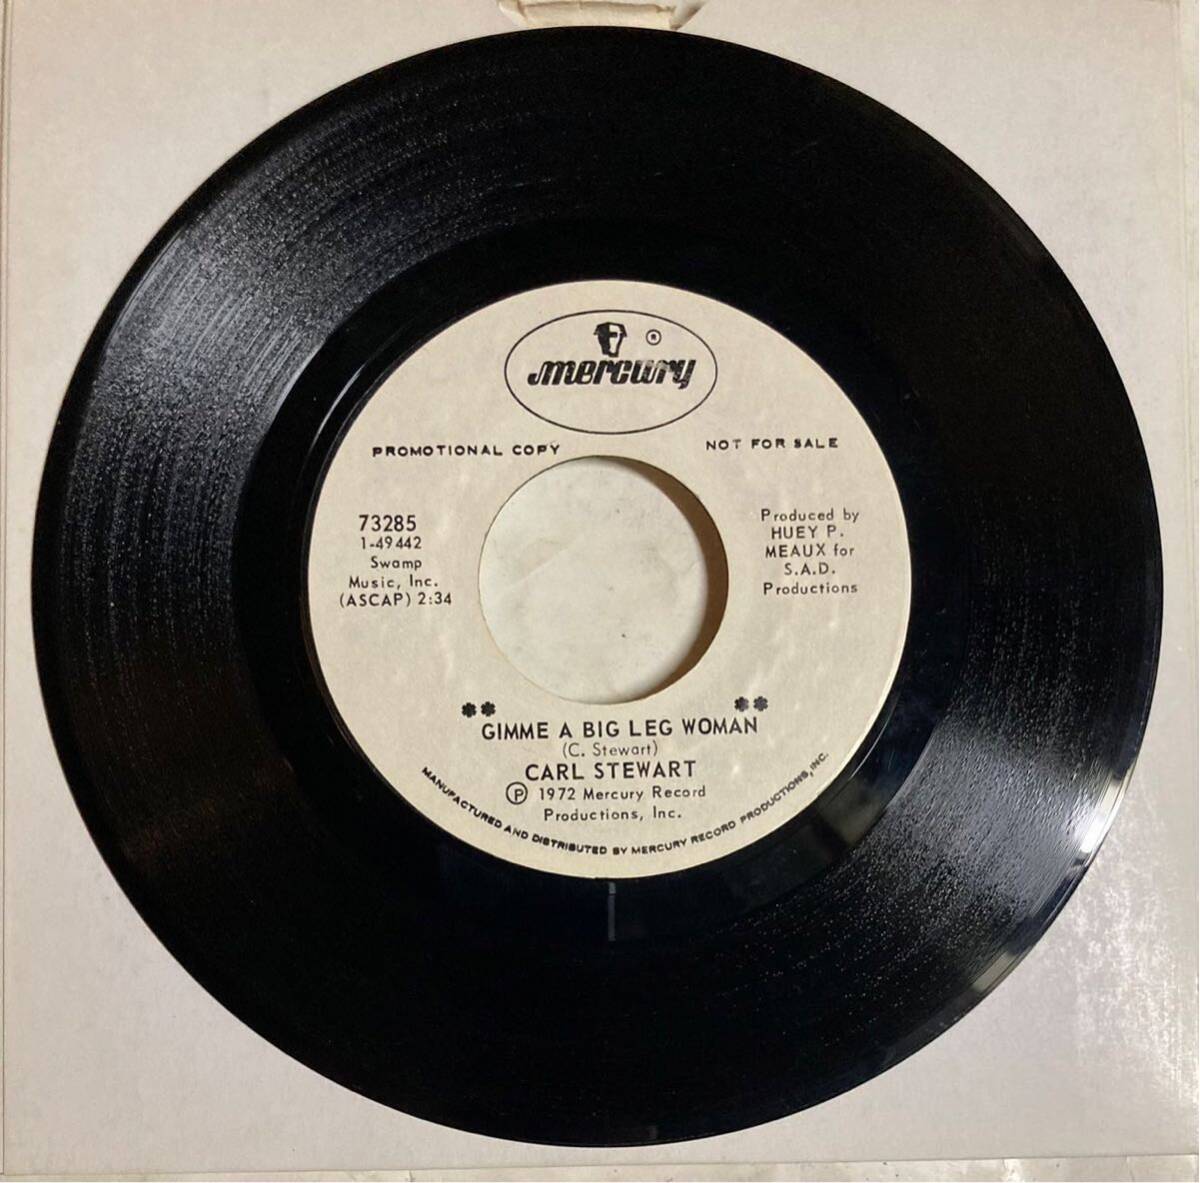 mercury ®
PROMOTIONAL COPY
NOT FOR SALE
73285
1-49442
Swamp
Music, Inc.
(ASCAP) 2:34
Produced by
HUEY P.
MEAUX for
S.A.D.
Productions
** **
GIMME A BIG LEG WOMAN
(C. Stewart)
CARL STEWART
Ⓟ 1972 Mercury Record
Productions, Inc.
MANUFACTURED AND DISTRIBUTED BY MERCURY RECORD PRODUCTIONS, INC.